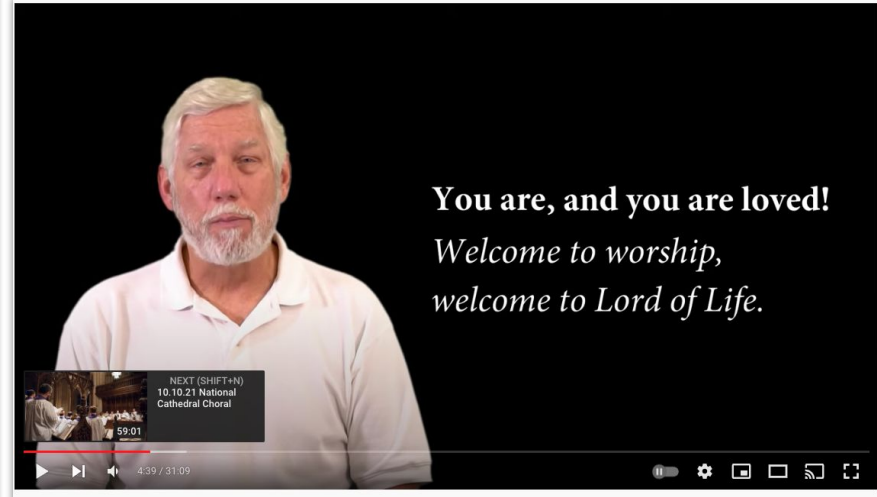 You are, and you are loved!
Welcome to worship,
welcome to Lord of Life.
NEXT (SHIFT+N)
10.10.21 National
Cathedral Choral
59:01
4:39 / 31:09